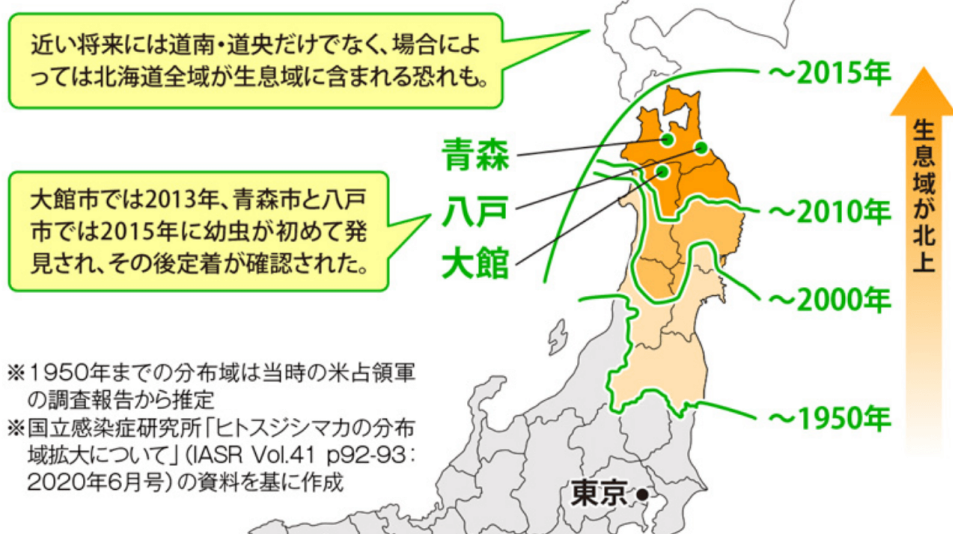 近い将来には道南・道央だけでなく、場合によ
っては北海道全域が生息域に含まれる恐れも。
～2015年
生息域が北上
青森
八戸
大館
大館市では2013年、青森市と八戸
市では2015年に幼虫が初めて発
見され、その後定着が確認された。
～2010年
～2000年
※1950年までの分布域は当時の米占領軍
の調査報告から推定
※国立感染症研究所「ヒトスジシマカの分布
域拡大について」（IASR Vol.41 p92-93：
2020年6月号）の資料を基に作成
～1950年
東京